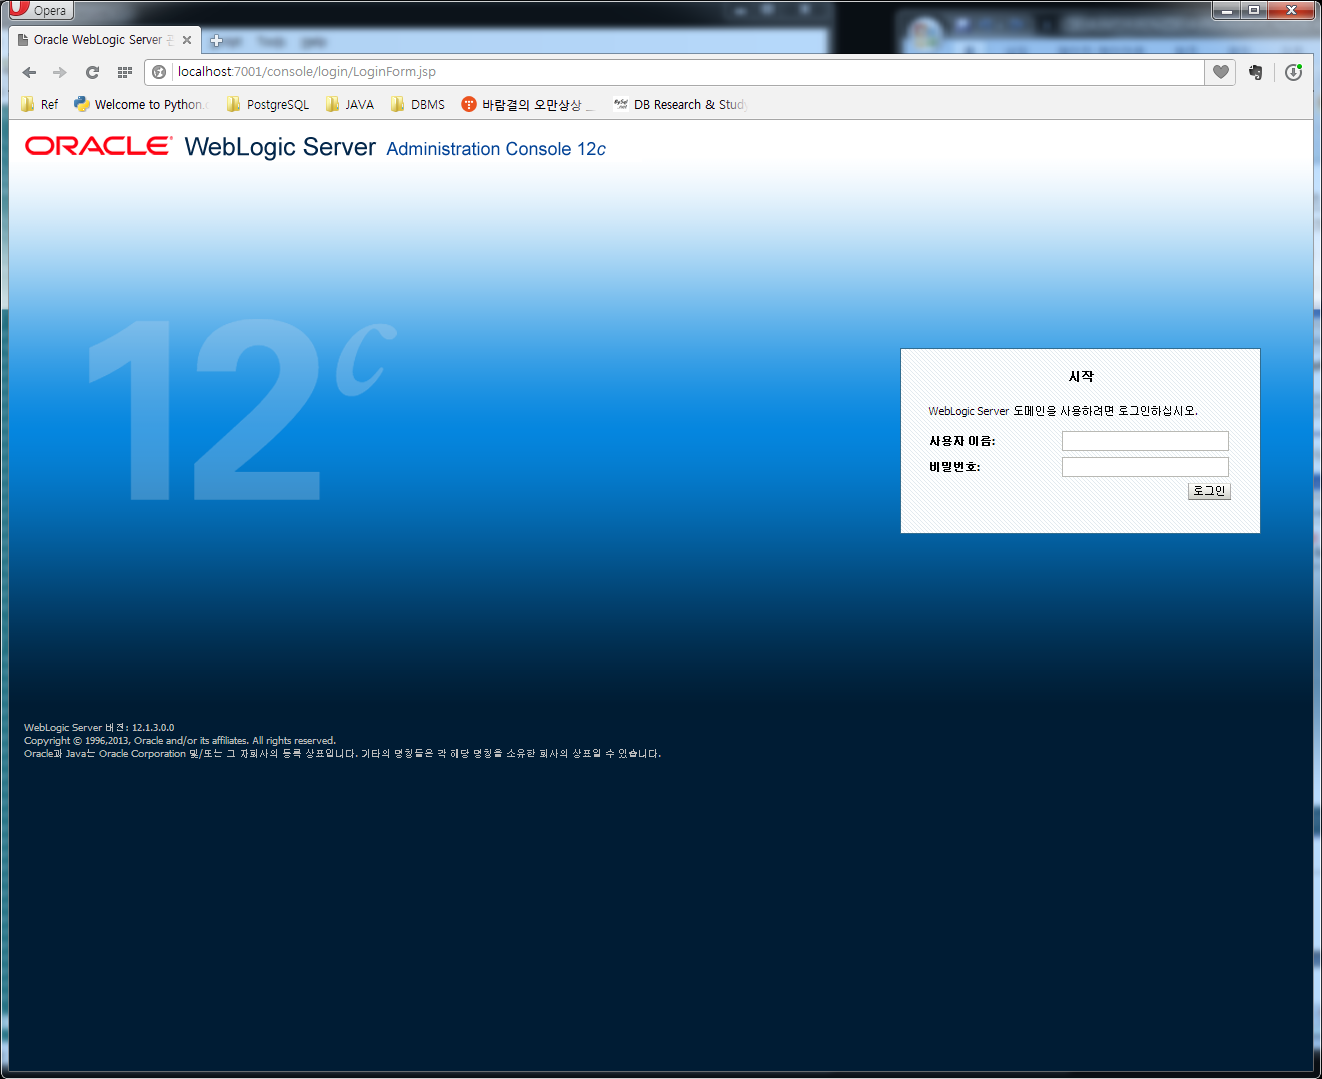 Opera
Oracle WebLogic Server
localhost:7001/console/login/LoginForm.jsp
Ref
Welcome to Python.
PostgreSQL
JAVA
DBMS
바람결의 오만상상 _
DB Research & Study
ORACLE® WebLogic Server Administration Console 12c
12c
시작
WebLogic Server 도메인을 사용하려면 로그인하십시오.
사용자 이름:
비밀번호:
로그인
WebLogic Server 버전: 12.1.3.0.0
Copyright © 1996,2013, Oracle and/or its affiliates. All rights reserved.
Oracle과 Java는 Oracle Corporation 및/또는 그 자회사의 등록 상표입니다. 기타의 명칭들은 각 해당 명칭을 소유한 회사의 상표일 수 있습니다.